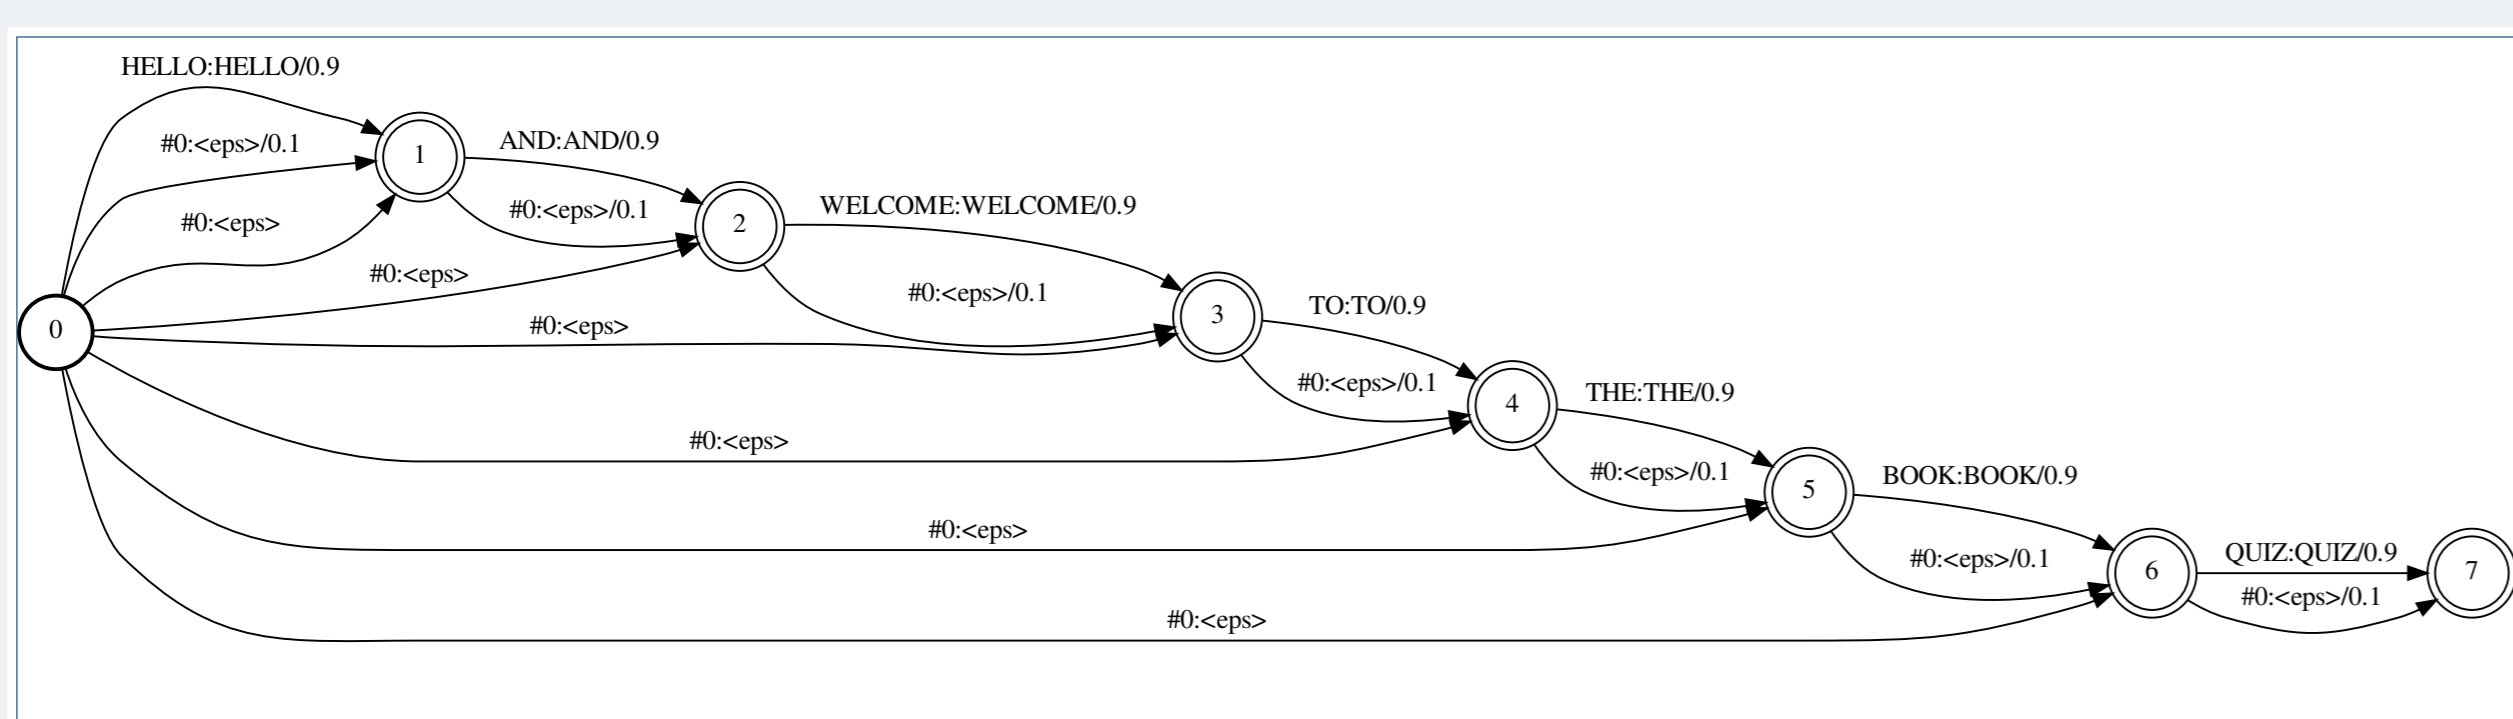 HELLO:HELLO/0.9
#0:<eps>/0.1
#0:<eps>
1
AND:AND/0.9
#0:<eps>/0.1
#0:<eps>
2
WELCOME:WELCOME/0.9
#0:<eps>/0.1
0
#0:<eps>
3
TO:TO/0.9
#0:<eps>/0.1
#0:<eps>
4
THE:THE/0.9
#0:<eps>/0.1
#0:<eps>
5
BOOK:BOOK/0.9
#0:<eps>/0.1
#0:<eps>
6
QUIZ:QUIZ/0.9
#0:<eps>/0.1
7